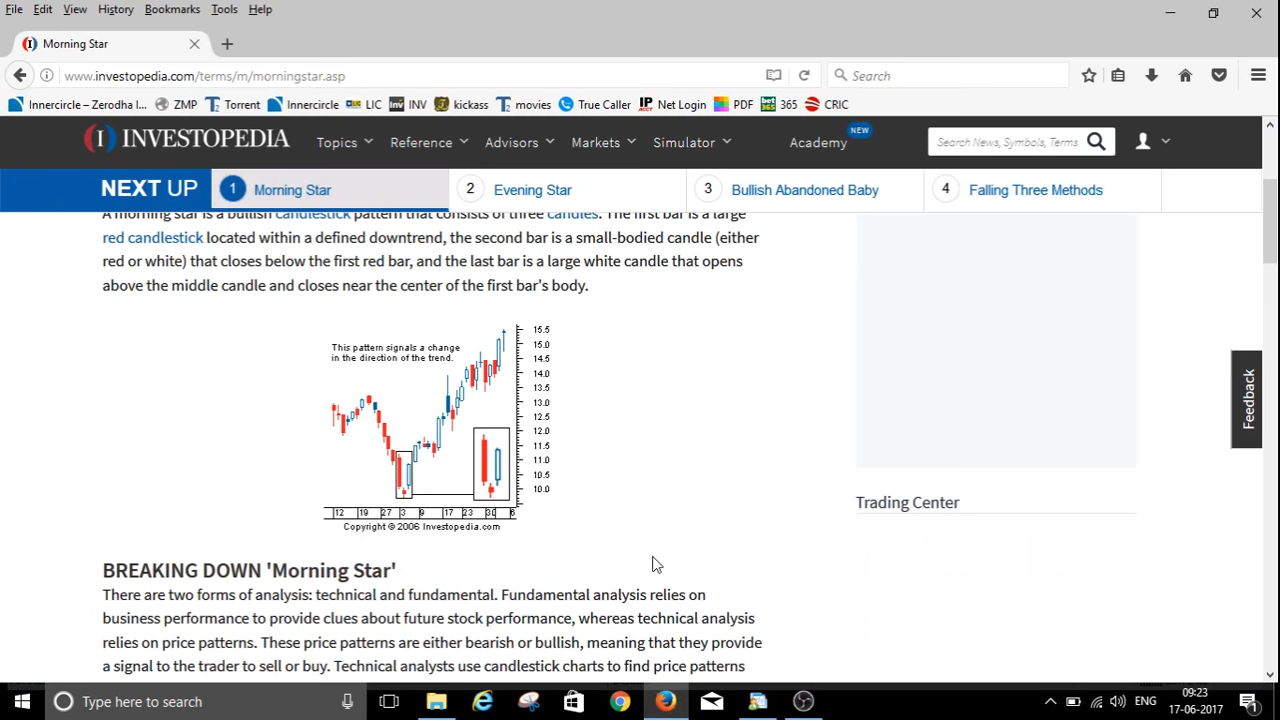 File Edit View History Bookmarks Tools Help
Morning Star
www.investopedia.com/terms/m/morningstar.asp
Search
Innercircle – Zerodha I... ZMP Torrent Innercircle LIC INV kickass movies True Caller Net Login PDF 365 CRIC
INVESTOPEDIA Topics Reference Advisors Markets Simulator Academy NEW Search News, Symbols, Terms
NEXT UP 1 Morning Star 2 Evening Star 3 Bullish Abandoned Baby 4 Falling Three Methods
A morning star is a bullish candlestick pattern that consists of three candles. The first bar is a large
red candlestick located within a defined downtrend, the second bar is a small-bodied candle (either
red or white) that closes below the first red bar, and the last bar is a large white candle that opens
above the middle candle and closes near the center of the first bar's body.
This pattern signals a change
in the direction of the trend.
15.5
15.0
14.5
14.0
13.5
13.0
12.5
12.0
11.5
11.0
10.5
10.0
12 19 27 3 9 17 23 30 6
Copyright © 2006 Investopedia.com
Feedback
Trading Center
BREAKING DOWN 'Morning Star'
There are two forms of analysis: technical and fundamental. Fundamental analysis relies on
business performance to provide clues about future stock performance, whereas technical analysis
relies on price patterns. These price patterns are either bearish or bullish, meaning that they provide
a signal to the trader to sell or buy. Technical analysts use candlestick charts to find price patterns
Type here to search
ENG
09:23
17-06-2017